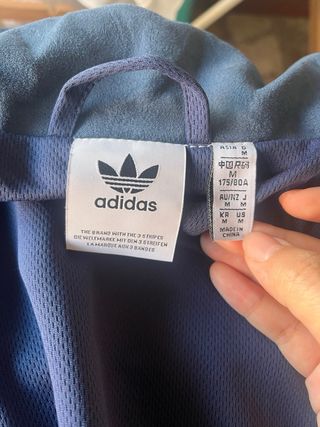 adidas
THE BRAND WITH THE 3 STRIPES
DIE WELTMARKE MIT DEN 3 STREIFEN
LA MARQUE AUX 3 BANDES
ASIA D
M M
中国
M
175/80A
AU/NZ J
M M
KR US
M M
MADE IN
CHINA